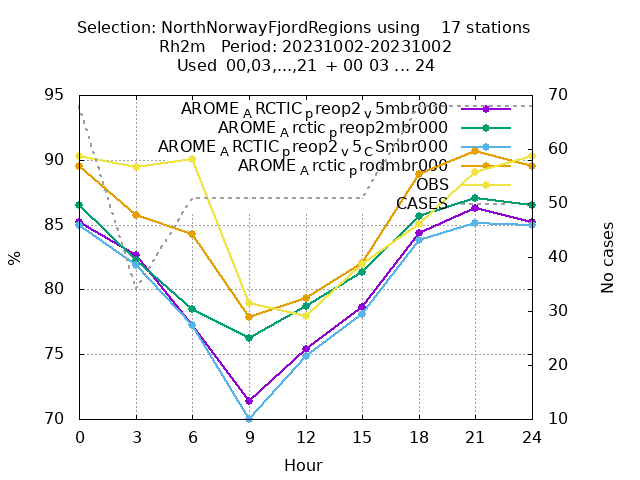 Selection: NorthNorwayFjordRegions using 17 stations
Rh2m Period: 20231002-20231002
Used 00,03,...,21 + 00 03 ... 24
95 70
AROME_ARCTIC_preop2_v5mbr000
AROME_Arctic_preop2mbr000
AROME_ARCTIC_preop2_v5_CSmbr000
AROME_Arctic_prodmbr000
OBS
CASES
90
85
80
75
70
60
50
40
30
20
10
%
No cases
0 3 6 9 12 15 18 21 24
Hour